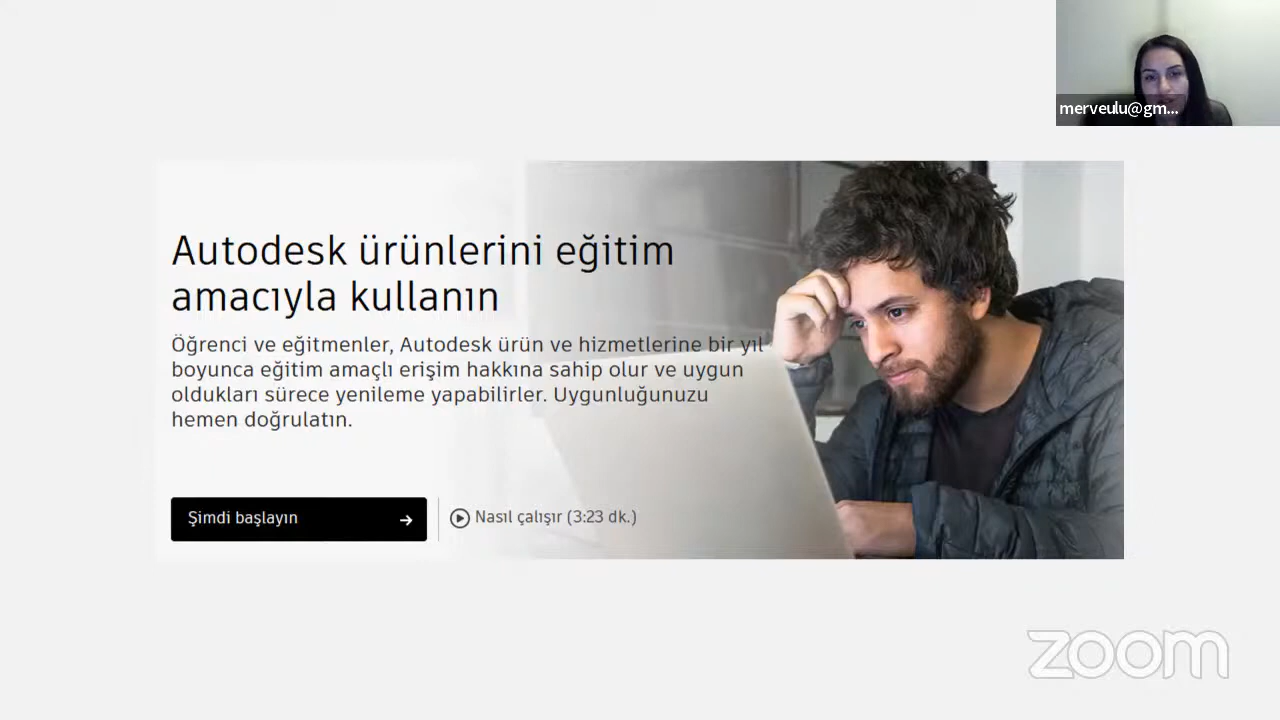 merveulu@gm...
Autodesk ürünlerini eğitim
amacıyla kullanın
Öğrenci ve eğitmenler, Autodesk ürün ve hizmetlerine bir yıl
boyunca eğitim amaçlı erişim hakkına sahip olur ve uygun
oldukları sürece yenileme yapabilirler. Uygunluğunuzu
hemen doğrulatın.
Şimdi başlayın
Nasıl çalışır (3:23 dk.)
zoom